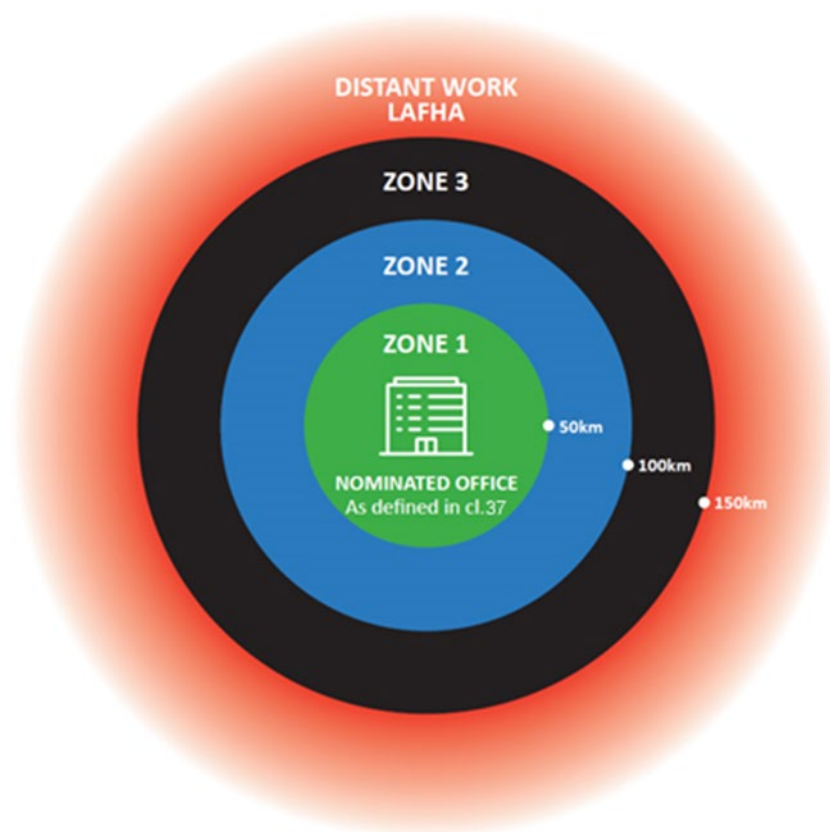 DISTANT WORK
LAFHA
ZONE 3
ZONE 2
ZONE 1
50km
100km
NOMINATED OFFICE
As defined in cl.37
150km